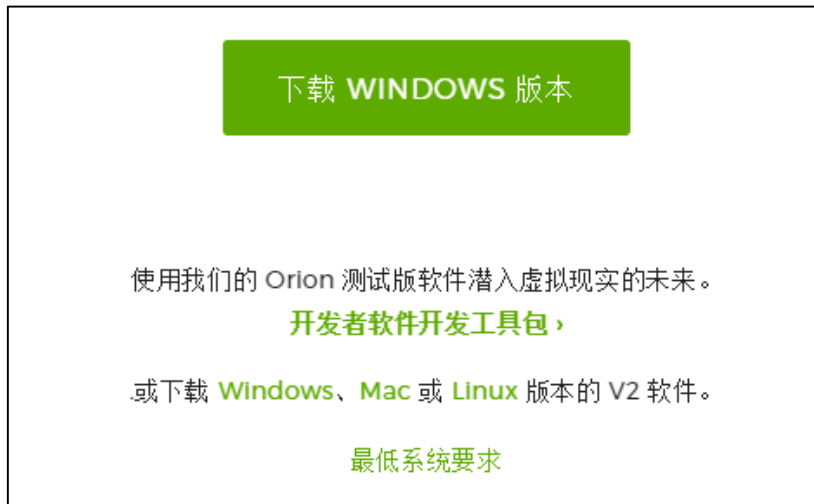 下载 WINDOWS 版本
使用我们的 Orion 测试版软件潜入虚拟现实的未来。
开发者软件开发工具包 ›
.或下载 Windows、Mac 或 Linux 版本的 V2 软件。
最低系统要求